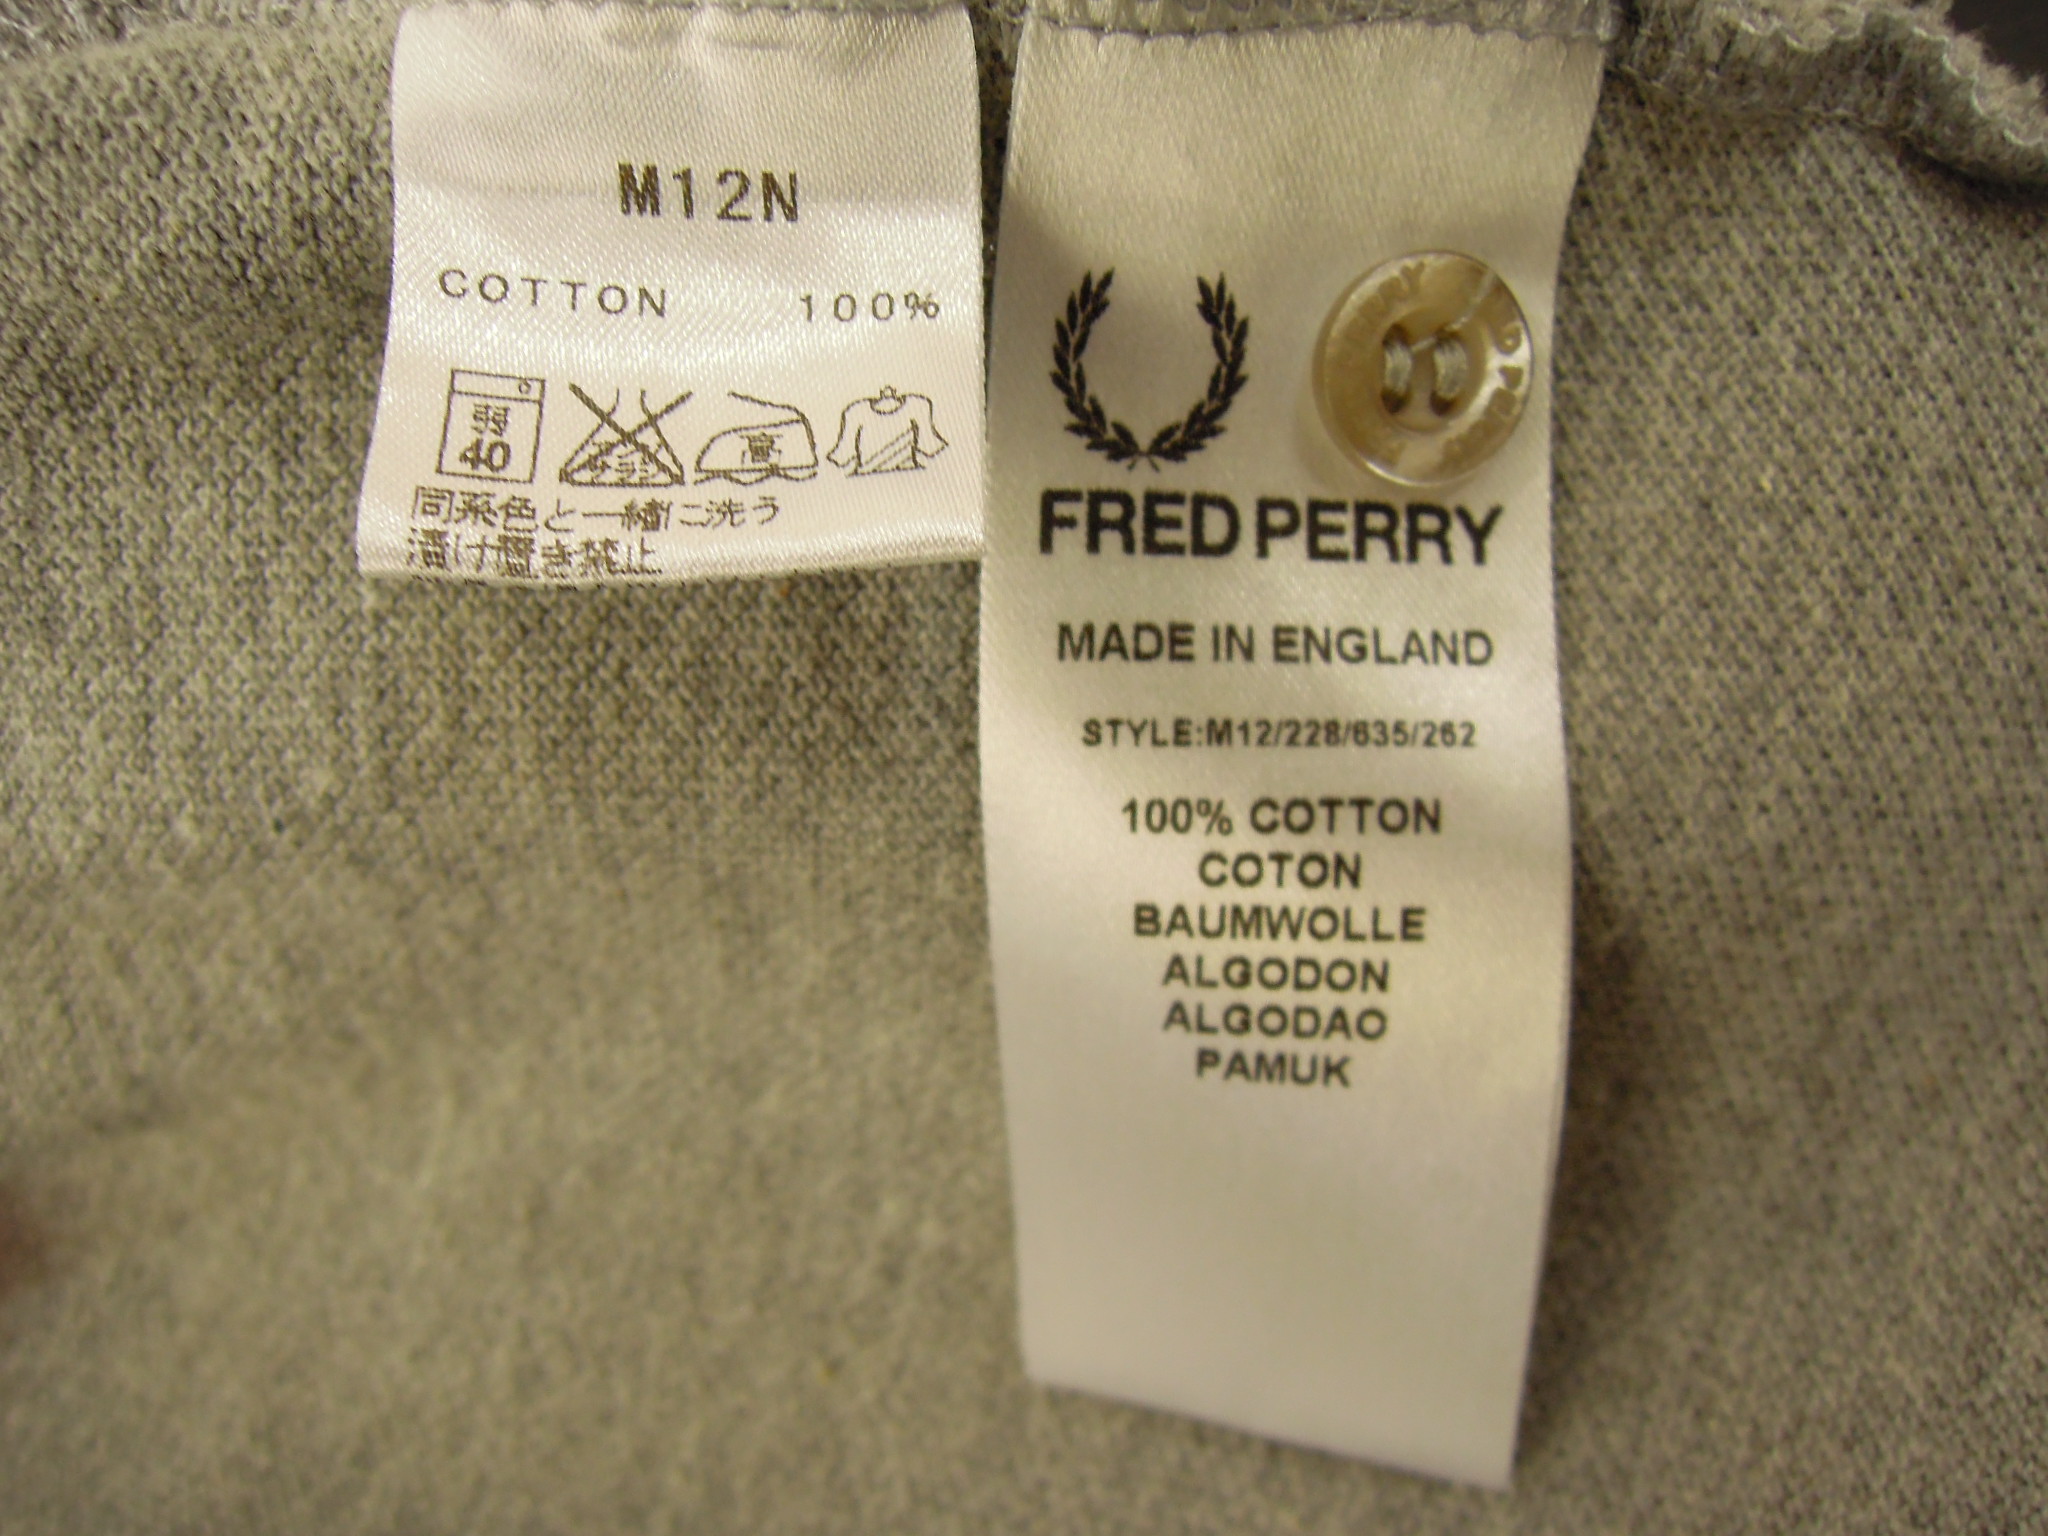 M12N
COTTON 100%
弱
40
高
同系色と一緒に洗う
漬け置き禁止
FRED PERRY
MADE IN ENGLAND
STYLE:M12/228/635/262
100% COTTON
COTON
BAUMWOLLE
ALGODON
ALGODAO
PAMUK